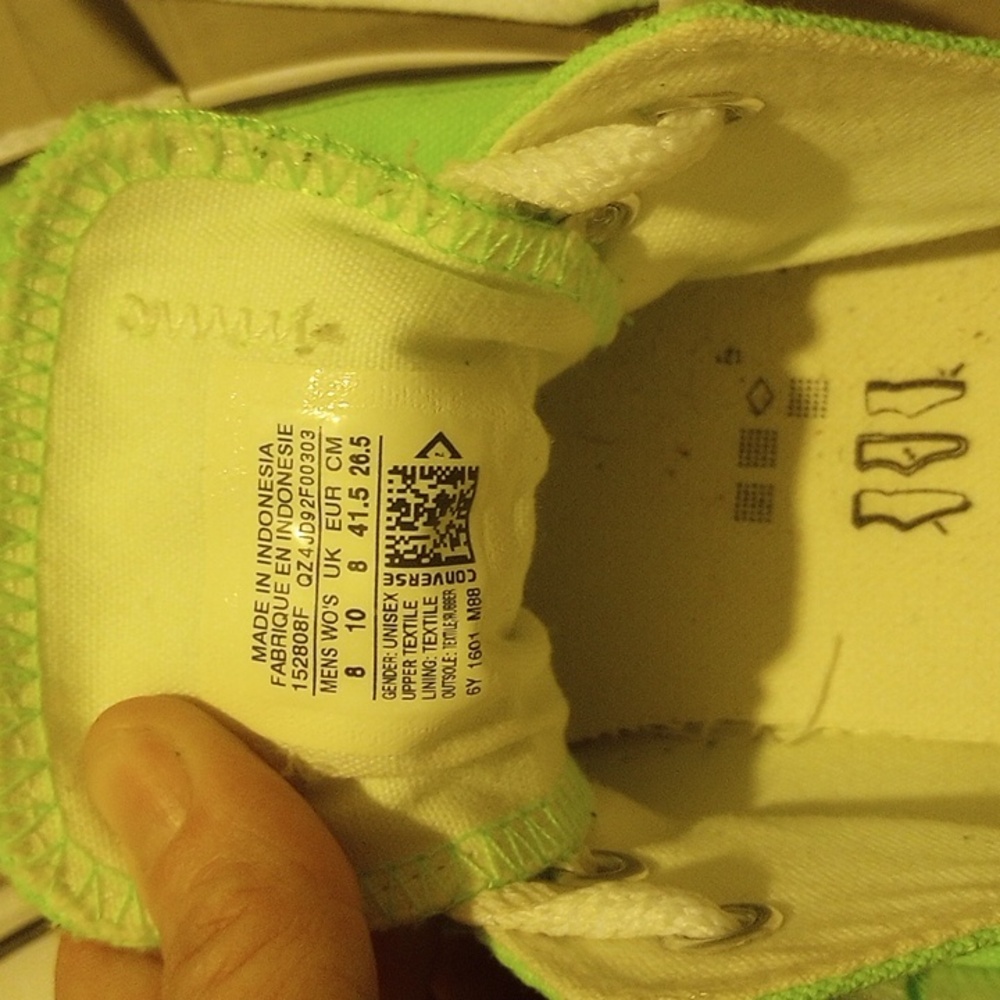 MADE IN INDONESIA
FABRIQUE EN INDONESIE
152808F QZ4JD92F00303
MENS WO'S UK EUR CM
8 10 8 41.5 26.5
GENDER: UNISEX
UPPER TEXTILE
LINING: TEXTILE
OUTSOLE: TEXTILE/RUBBER
6Y 1601 M88
CONVERSE